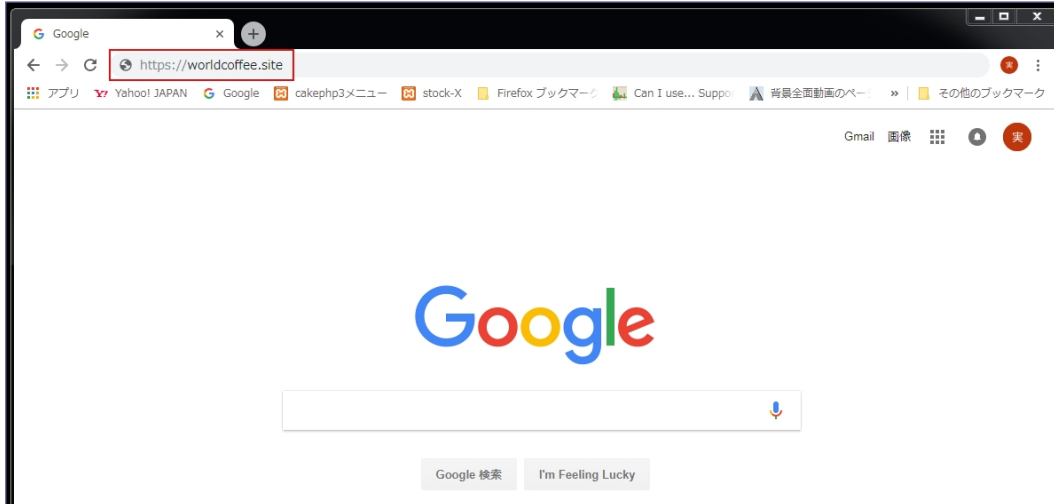 Google
https://worldcoffee.site
実
アプリ Yahoo! JAPAN Google cakephp3メニュー stock-X Firefox ブックマーク Can I use... Suppor 背景全面動画のペー » その他のブックマーク
Gmail 画像 実
Google
Google 検索 I'm Feeling Lucky